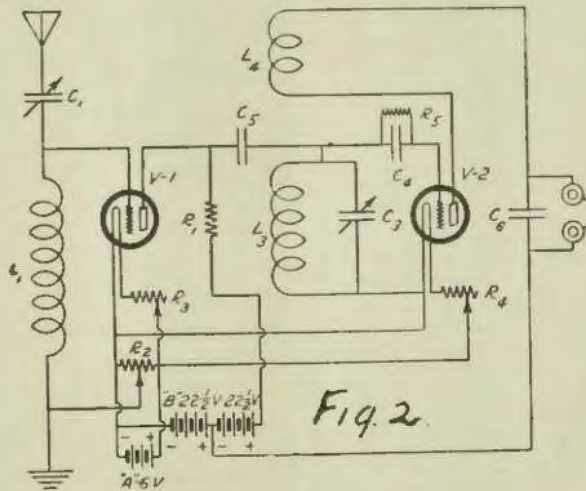 L4
C1
C5
R5
V-1
C4
V-2
R1
L3
C3
C6
L1
R3
R4
R2
"B" 22½V 22½V
- + - +
Fig. 2.
- +
"A"-6V